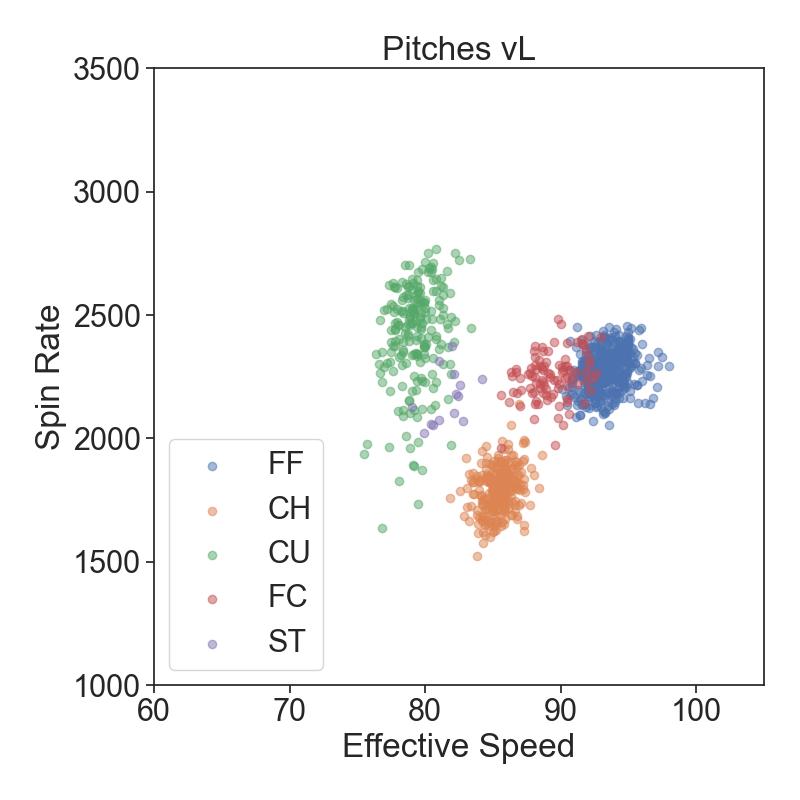 Pitches vL
3500
3000
2500
2000
1500
1000
Spin Rate
FF
CH
CU
FC
ST
60 70 80 90 100
Effective Speed